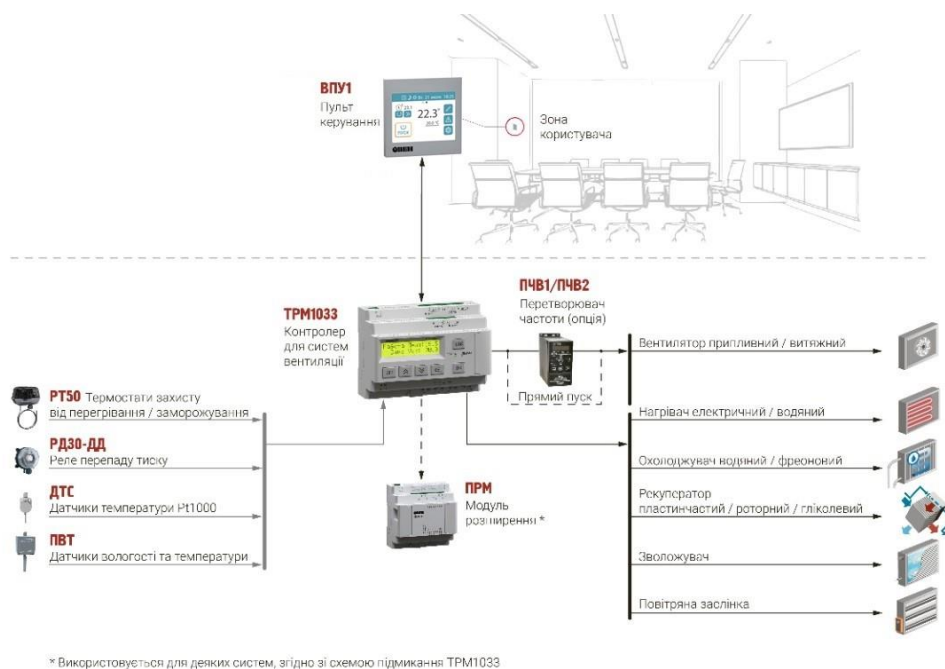 ВПУ1
Пульт
керування
22.3°
ОВЕН
Зона
користувача
ТРМ1033
Контролер
для систем
вентиляції
ПЧВ1/ПЧВ2
Перетворювач
частоти (опція)
Прямий пуск
Вентилятор припливний / витяжний
РТ50 Термостати захисту
від перегрівання / заморожування
Нагрівач електричний / водяний
РД30-ДД
Реле перепаду тиску
Охолоджувач водяний / фреоновий
ДТС
Датчики температури Pt1000
ПРМ
Модуль
розширення *
Рекуператор
пластинчастий / роторний / гліколевий
ПВТ
Датчики вологості та температури
Зволожувач
Повітряна заслінка
* Використовується для деяких систем, згідно зі схемою підмикання ТРМ1033